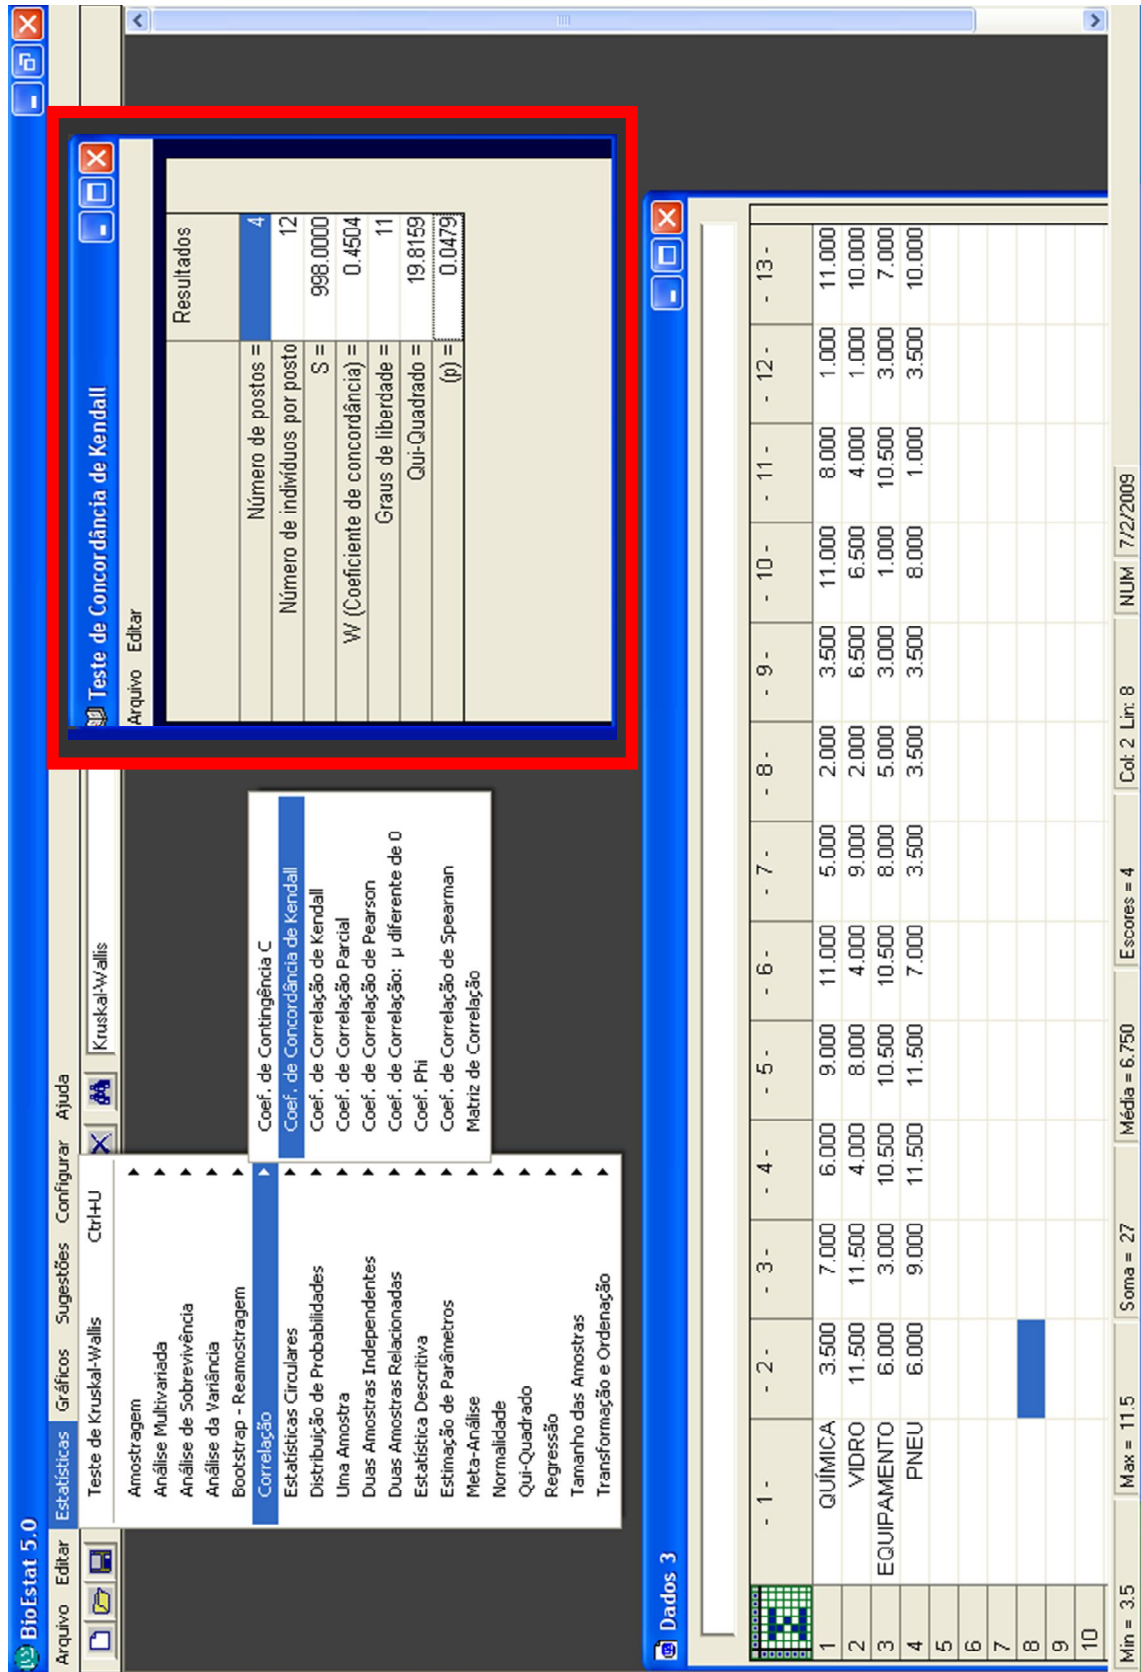 BioEstat 5.0
Arquivo Editar Estatísticas Gráficos Sugestões Configurar Ajuda
Kruskal-Wallis
Teste de Kruskal-Wallis Ctrl+U
Amostragem
Análise Multivariada
Análise de Sobrevivência
Análise da Variância
Bootstrap - Reamostragem
Correlação
Estatísticas Circulares
Distribuição de Probabilidades
Uma Amostra
Duas Amostras Independentes
Duas Amostras Relacionadas
Estatística Descritiva
Estimação de Parâmetros
Meta-Análise
Normalidade
Qui-Quadrado
Regressão
Tamanho das Amostras
Transformação e Ordenação
Coef. de Contingência C
Coef. de Concordância de Kendall
Coef. de Correlação de Kendall
Coef. de Correlação Parcial
Coef. de Correlação de Pearson
Coef. de Correlação: μ diferente de 0
Coef. Phi
Coef. de Correlação de Spearman
Matriz de Correlação
Teste de Concordância de Kendall
Arquivo Editar
Resultados
Número de postos = 4
Número de indivíduos por posto 12
S = 998.0000
W (Coeficiente de concordância) = 0.4504
Graus de liberdade = 11
Qui-Quadrado = 19.8159
(p) = 0.0479
Dados 3
- 1 - - 2 - - 3 - - 4 - - 5 - - 6 - - 7 - - 8 - - 9 - - 10 - - 11 - - 12 - - 13 -
1 QUÍMICA 3.500 7.000 6.000 9.000 11.000 5.000 2.000 3.500 11.000 8.000 1.000 11.000
2 VIDRO 11.500 11.500 4.000 8.000 4.000 9.000 2.000 6.500 6.500 4.000 1.000 10.000
3 EQUIPAMENTO 6.000 3.000 10.500 10.500 10.500 8.000 5.000 3.000 1.000 10.500 3.000 7.000
4 PNEU 6.000 9.000 11.500 11.500 7.000 3.500 3.500 3.500 8.000 1.000 3.500 10.000
5
6
7
8
9
10
Min = 3.5 Max = 11.5 Soma = 27 Média = 6.750 Escores = 4 Col: 2 Lin: 8 NUM 7/2/2009